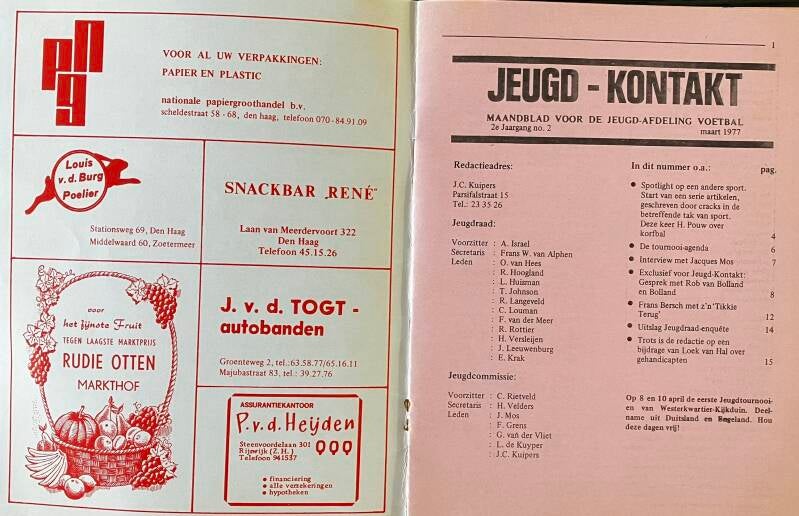 png
VOOR AL UW VERPAKKINGEN:
PAPIER EN PLASTIC
nationale papiergroothandel b.v.
scheldestraat 58 - 68, den haag, telefoon 070 - 84.91.09
Louis
v.d. Burg
Poelier
Stationsweg 69, Den Haag
Middelwaard 60, Zoetermeer
SNACKBAR „RENÉ"
Laan van Meerdervoort 322
Den Haag
Telefoon 45.15.26
voor
het fijnste Fruit
TEGEN LAAGSTE MARKTPRIJS
RUDIE OTTEN
MARKTHOF
J. v. d. TOGT -
autobanden
Groenteweg 2, tel.:63.58.77/65.16.11
Majubastraat 83, tel.: 39.27.76
ASSURANTIEKANTOOR
P.v.d. Heijden
Steenvoordelaan 301
Rijswijk (Z.H.)
Telefoon 941537
• financiering
• alle verzekeringen
• hypotheken
1
JEUGD - KONTAKT
MAANDBLAD VOOR DE JEUGD-AFDELING VOETBAL
2e Jaargang no. 2 maart 1977
Redactieadres:
J.C. Kuipers
Parsifalstraat 15
Tel.: 23 35 26
Jeugdraad:
Voorzitter : A. Israel
Secretaris : Frans W. van Alphen
Leden : O. van Hees
: R. Hoogland
: L. Huisman
: T. Johnson
: R. Langeveld
: C. Louman
: F. van der Meer
: R. Rottier
: H. Versleijen
: J. Leeuwenburg
: E. Krak
Jeugdcommissie:
Voorzitter : C. Rietveld
Secretaris : H. Velders
Leden : J. Mos
: F. Grens
: G. van der Vliet
: L. de Kuyper
: J.C. Kuipers
In dit nummer o.a.: pag.
• Spotlight op een andere sport.
Start van een serie artikelen,
geschreven door cracks in de
betreffende tak van sport.
Deze keer H. Pouw over
korfbal 4
• De tournooi-agenda 6
• Interview met Jacques Mos 7
• Exclusief voor Jeugd-Kontakt:
Gesprek met Rob van Bolland
en Bolland 8
• Frans Bersch met z'n 'Tikkie
Terug' 12
• Uitslag Jeugdraad-enquête 14
• Trots is de redactie op een
bijdrage van Loek van Hal over
gehandicapten 15
Op 8 en 10 april de eerste Jeugdtournooi-
en van Westerkwartier-Kijkduin. Deel-
name uit Duitsland en Engeland. Hou
deze dagen vrij!